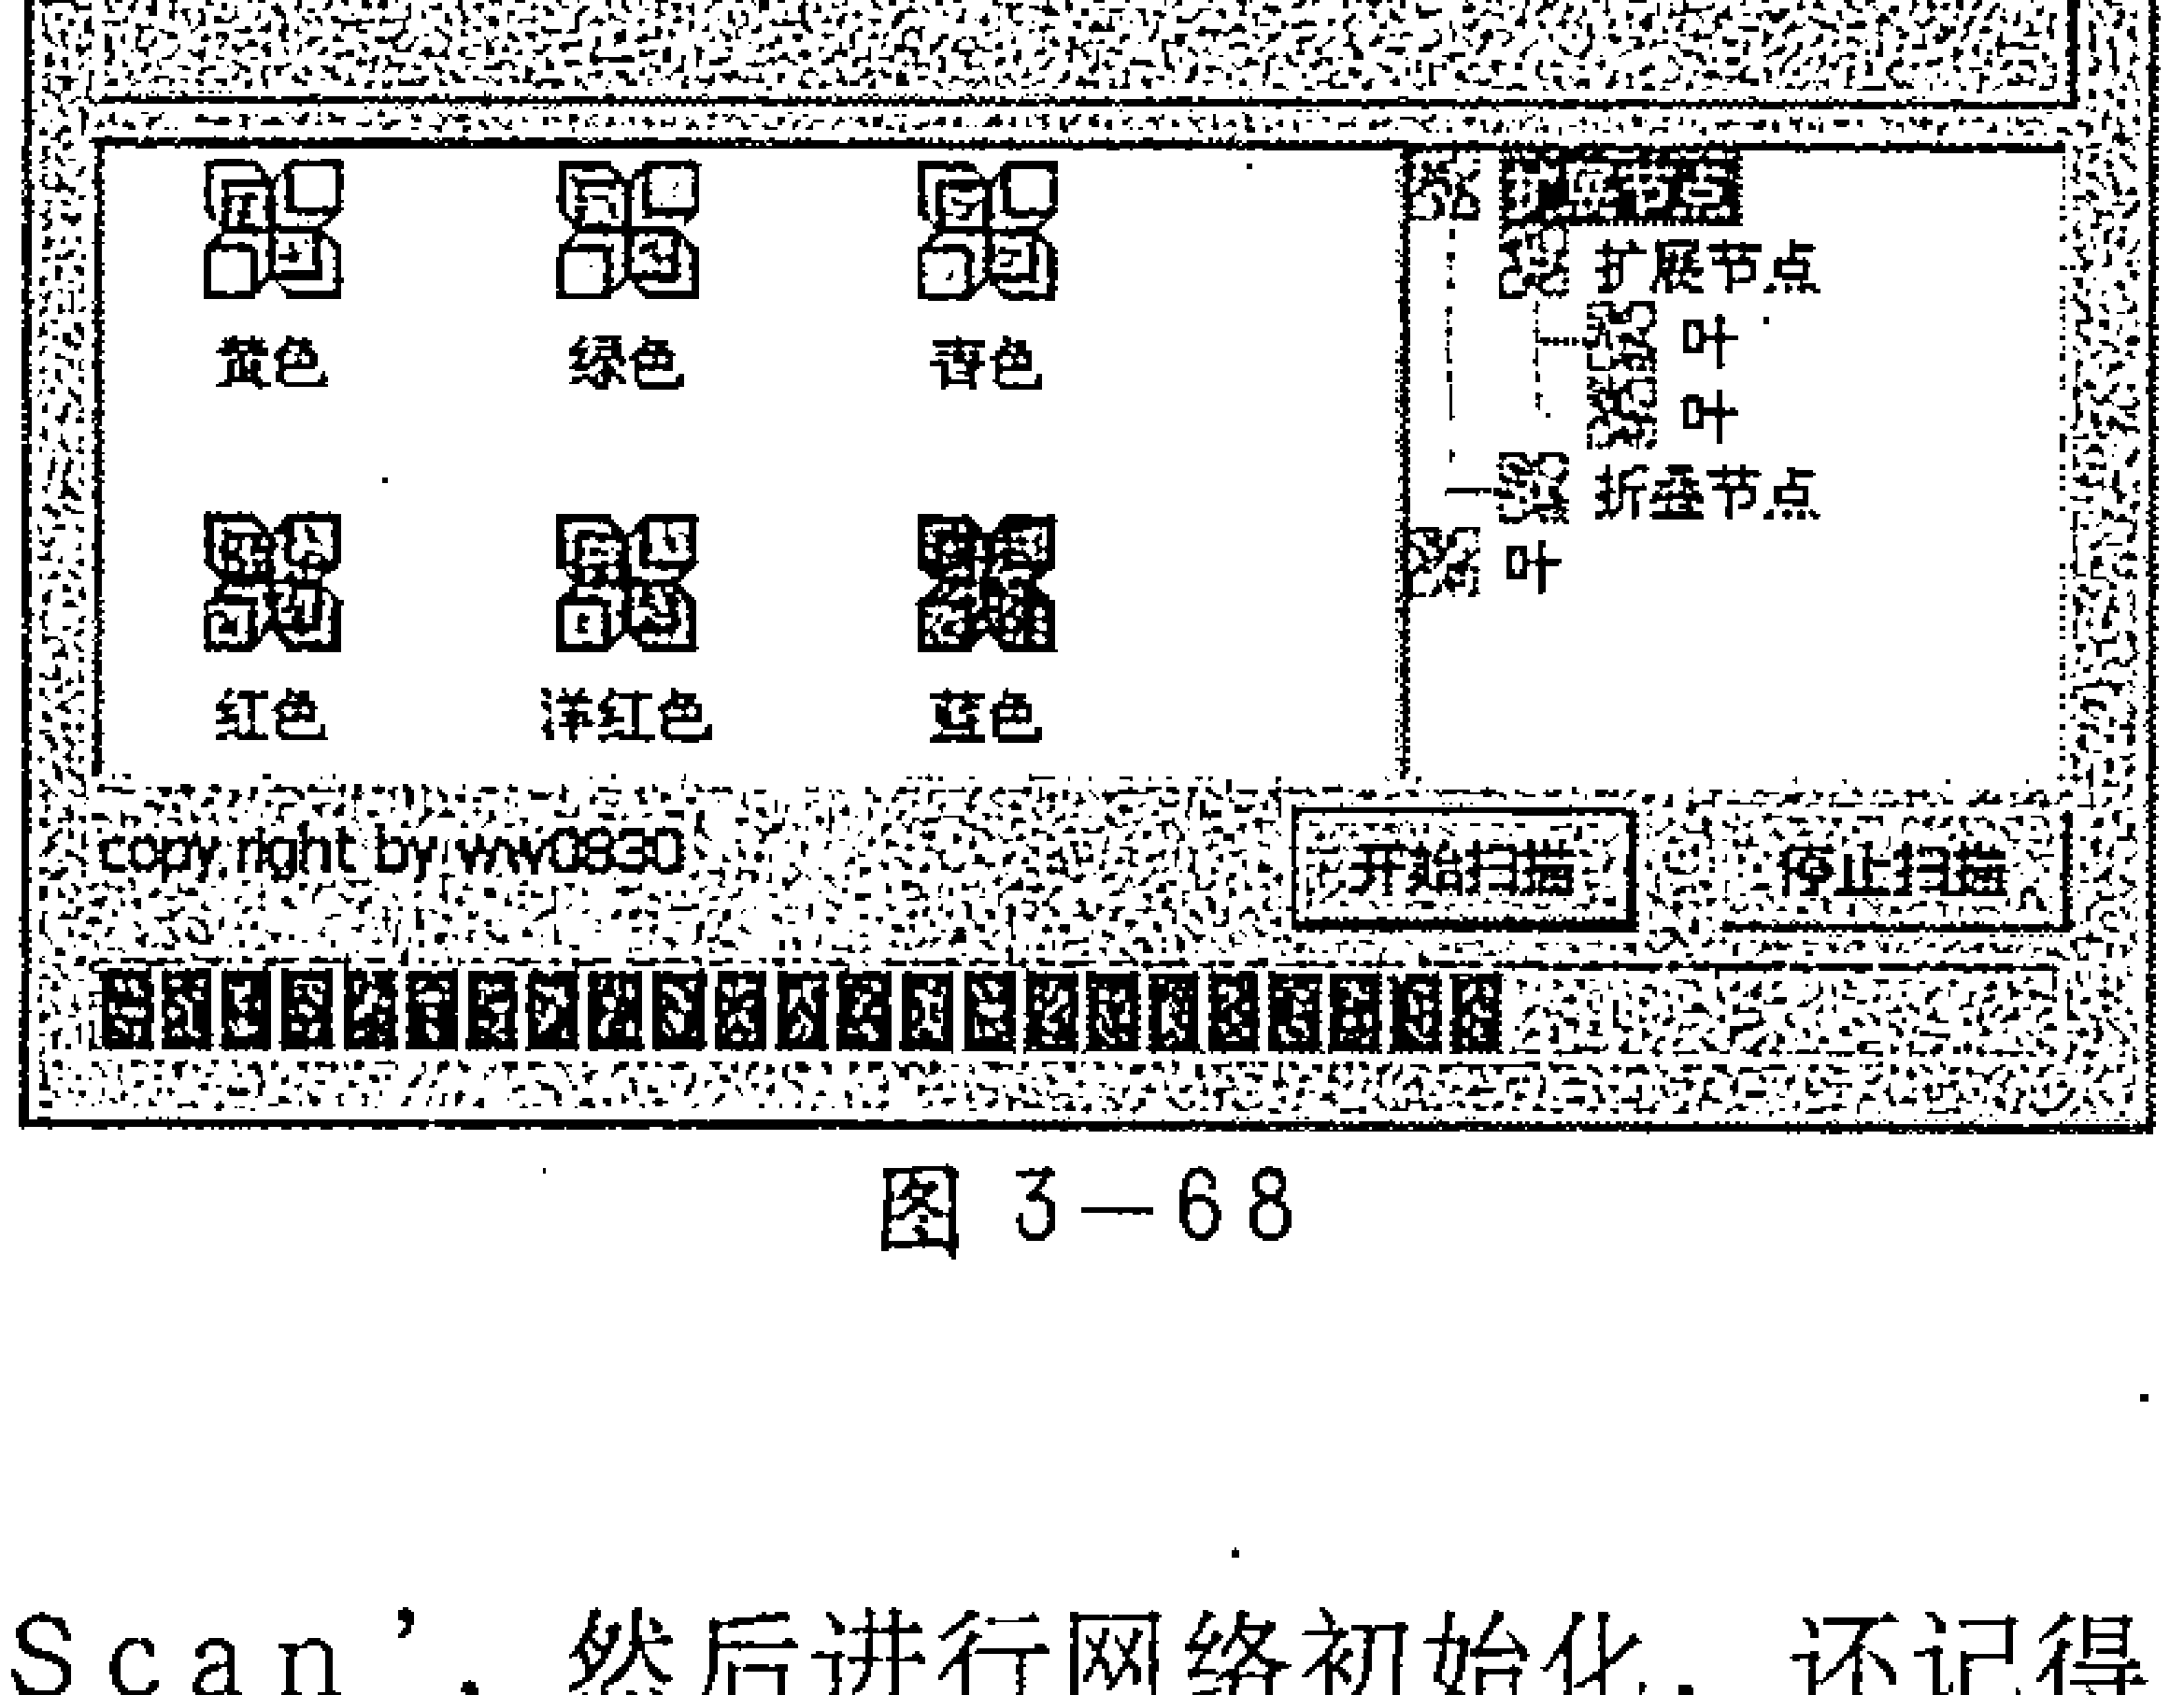 黄色 绿色 青色
红色 洋红色 蓝色
扩展节点
扩展节点
叶
叶
折叠节点
叶
copy right by ww0830
开始扫描 停止扫描
图 3-68
Scan’，然后进行网络初始化，还记得